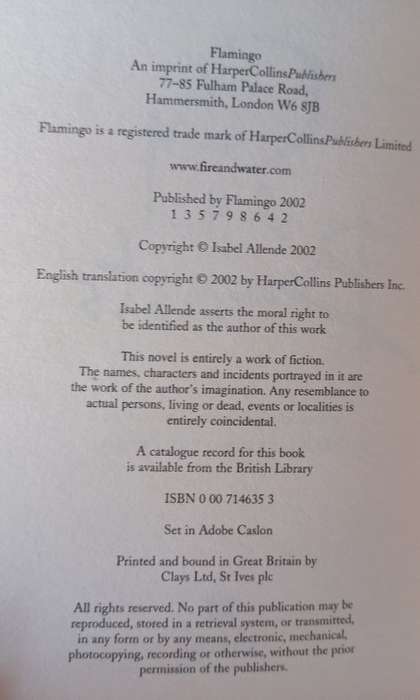 Flamingo
An imprint of HarperCollinsPublishers
77–85 Fulham Palace Road,
Hammersmith, London W6 8JB
Flamingo is a registered trade mark of HarperCollinsPublishers Limited
www.fireandwater.com
Published by Flamingo 2002
1 3 5 7 9 8 6 4 2
Copyright © Isabel Allende 2002
English translation copyright © 2002 by HarperCollins Publishers Inc.
Isabel Allende asserts the moral right to
be identified as the author of this work
This novel is entirely a work of fiction.
The names, characters and incidents portrayed in it are
the work of the author's imagination. Any resemblance to
actual persons, living or dead, events or localities is
entirely coincidental.
A catalogue record for this book
is available from the British Library
ISBN 0 00 714635 3
Set in Adobe Caslon
Printed and bound in Great Britain by
Clays Ltd, St Ives plc
All rights reserved. No part of this publication may be
reproduced, stored in a retrieval system, or transmitted,
in any form or by any means, electronic, mechanical,
photocopying, recording or otherwise, without the prior
permission of the publishers.